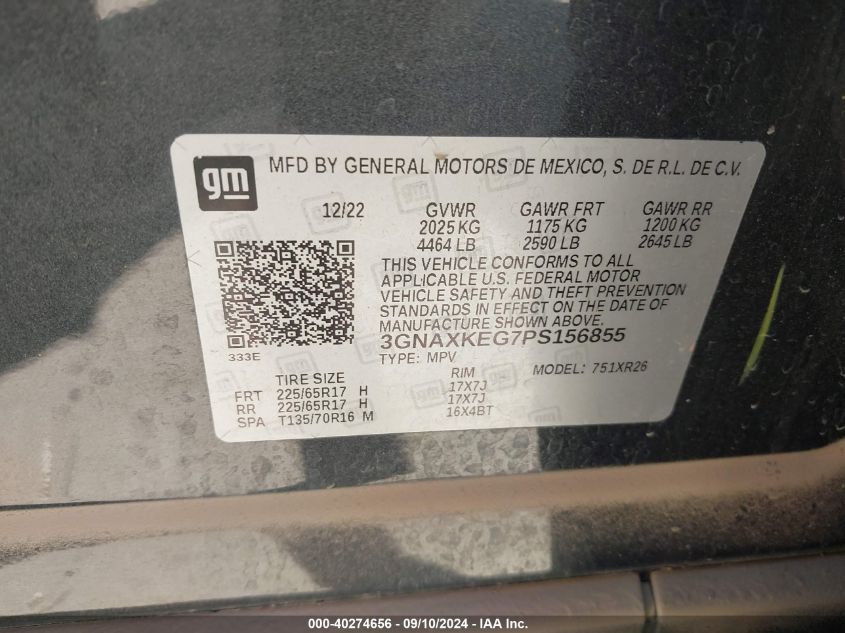 gm
MFD BY GENERAL MOTORS DE MEXICO, S. DE R.L. DE C.V.
12/22 GVWR GAWR FRT GAWR RR
2025 KG 1175 KG 1200 KG
4464 LB 2590 LB 2645 LB
THIS VEHICLE CONFORMS TO ALL
APPLICABLE U.S. FEDERAL MOTOR
VEHICLE SAFETY AND THEFT PREVENTION
STANDARDS IN EFFECT ON THE DATE OF
MANUFACTURE SHOWN ABOVE.
3GNAXKEG7PS156855
333E
TYPE: MPV
MODEL: 751XR26
TIRE SIZE RIM
FRT 225/65R17 H 17X7J
RR 225/65R17 H 17X7J
SPA T135/70R16 M 16X4BT
000-40274656 - 09/10/2024 - IAA Inc.